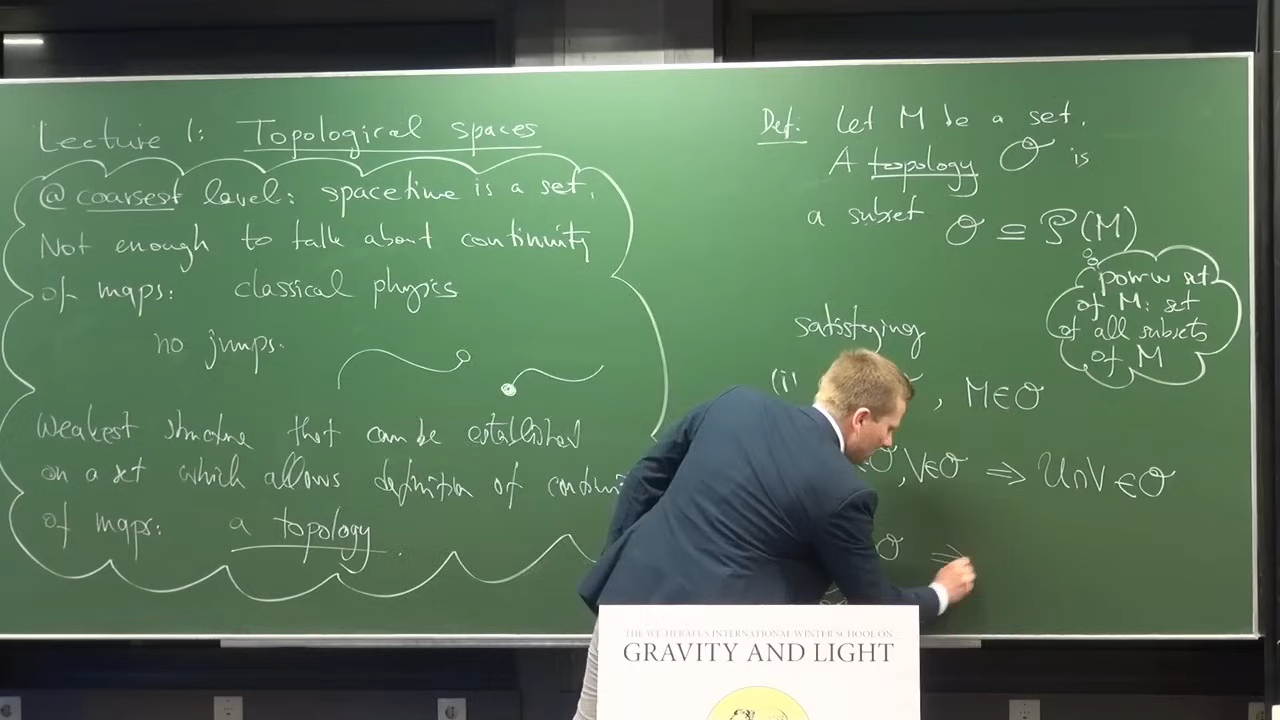 Lecture 1: Topological spaces
@ coarsest level: spacetime is a set.
Not enough to talk about continuity
of maps: classical physics
no jumps.
Weakest structure that can be established
on a set which allows definition of continui
of maps: a topology.
Def: Let M be a set.
A topology 𝒪 is
a subset 𝒪 ⊆ 𝒫(M)
power set
of M: set
of all subsets
of M
satisfying
(i) , M∈𝒪
∈𝒪, V∈𝒪 ⇒ U∩V∈𝒪
𝒪 ⇒
THE WE-HERAEUS INTERNATIONAL WINTER SCHOOL ON
GRAVITY AND LIGHT